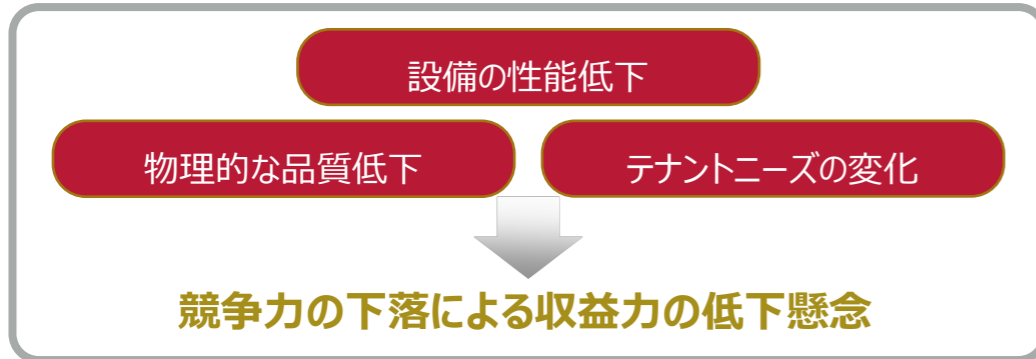 設備の性能低下
物理的な品質低下
テナントニーズの変化
競争力の下落による収益力の低下懸念